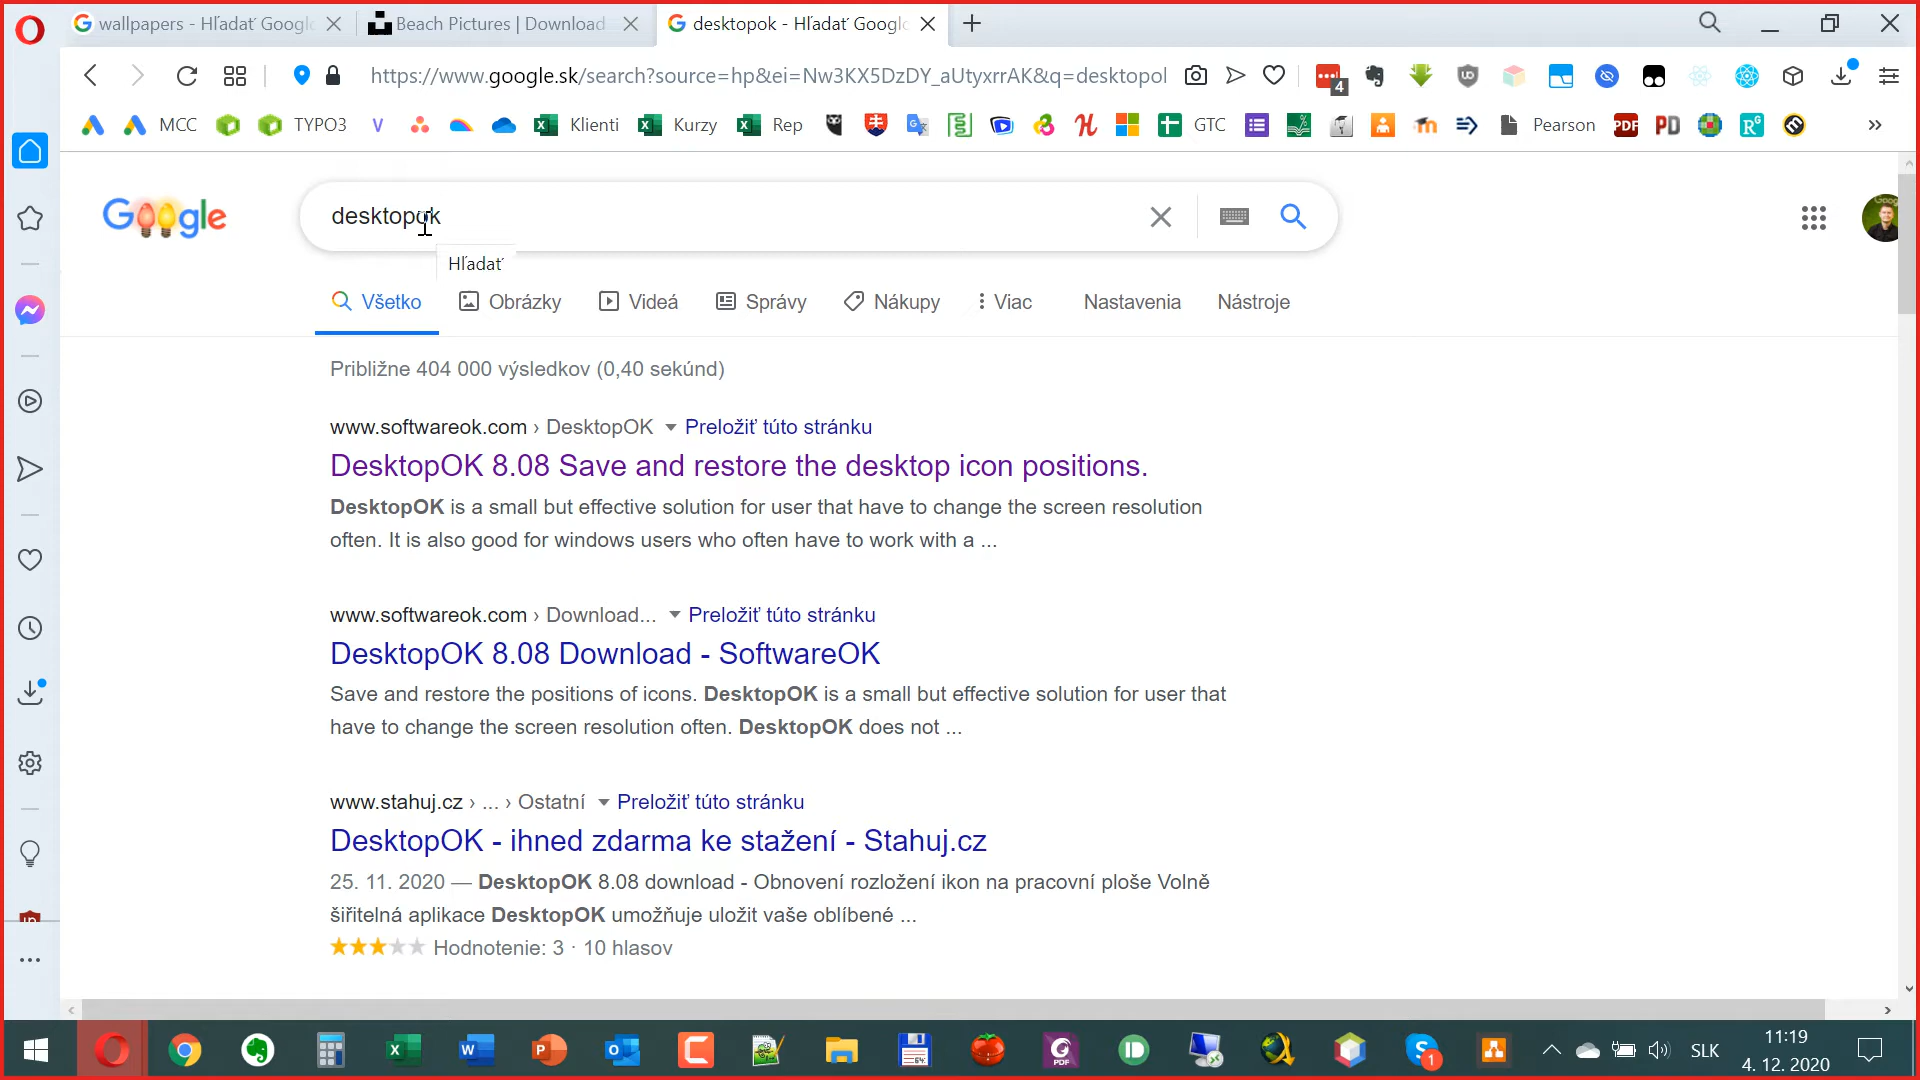 wallpapers - Hľadať Google
Beach Pictures | Download
desktopok - Hľadať Google
https://www.google.sk/search?source=hp&ei=Nw3KX5DzDY_aUtyxrrAK&q=desktopol
4
MCC
TYPO3
V
Klienti
Kurzy
Rep
GTC
Pearson
PDF
PD
Google
desktopok
Hľadať
Všetko
Obrázky
Videá
Správy
Nákupy
Viac
Nastavenia
Nástroje
Približne 404 000 výsledkov (0,40 sekúnd)
www.softwareok.com › DesktopOK Preložiť túto stránku
DesktopOK 8.08 Save and restore the desktop icon positions.
DesktopOK is a small but effective solution for user that have to change the screen resolution
often. It is also good for windows users who often have to work with a ...
www.softwareok.com › Download... Preložiť túto stránku
DesktopOK 8.08 Download - SoftwareOK
Save and restore the positions of icons. DesktopOK is a small but effective solution for user that
have to change the screen resolution often. DesktopOK does not ...
www.stahuj.cz › ... › Ostatní Preložiť túto stránku
DesktopOK - ihned zdarma ke stažení - Stahuj.cz
25. 11. 2020 — DesktopOK 8.08 download - Obnovení rozložení ikon na pracovní ploše Volně
šiřitelná aplikace DesktopOK umožňuje uložit vaše oblíbené ...
Hodnotenie: 3 · 10 hlasov
SLK
11:19
4. 12. 2020